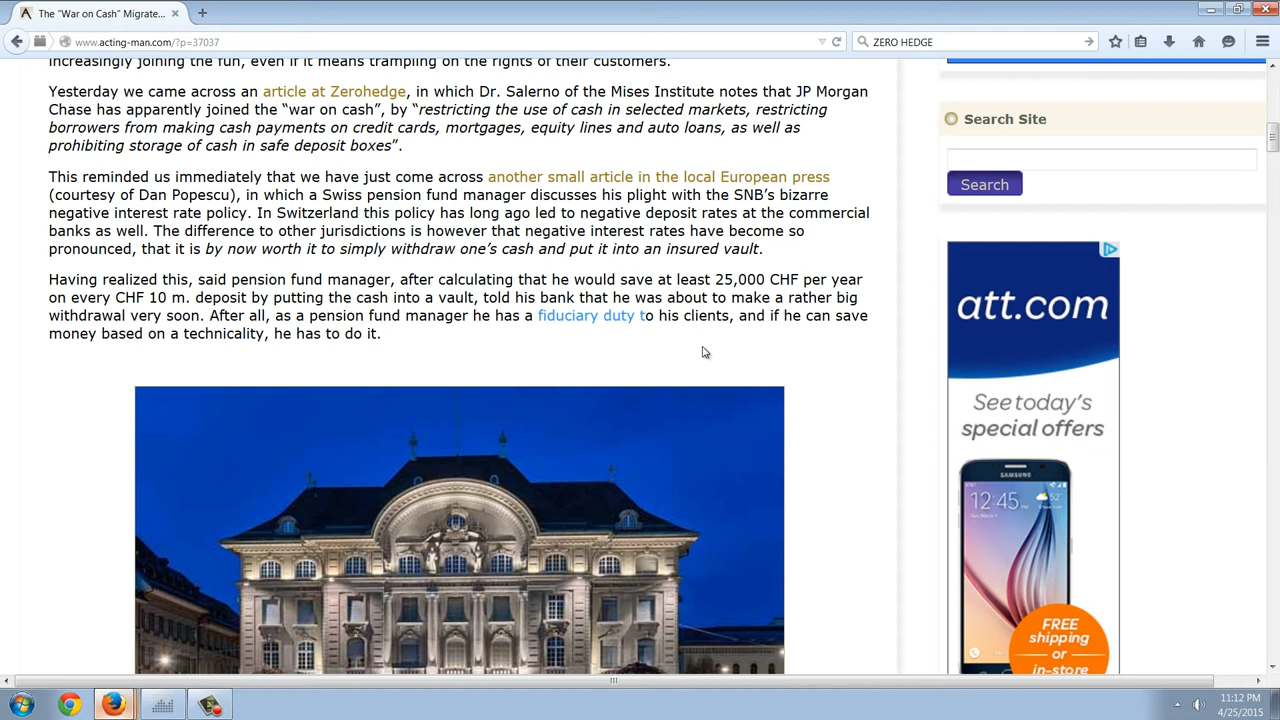 The “War on Cash” Migrate...
www.acting-man.com/?p=37037
ZERO HEDGE
increasingly joining the fun, even if it means trampling on the rights of their customers.
Yesterday we came across an article at Zerohedge, in which Dr. Salerno of the Mises Institute notes that JP Morgan
Chase has apparently joined the “war on cash”, by “restricting the use of cash in selected markets, restricting
borrowers from making cash payments on credit cards, mortgages, equity lines and auto loans, as well as
prohibiting storage of cash in safe deposit boxes”.
This reminded us immediately that we have just come across another small article in the local European press
(courtesy of Dan Popescu), in which a Swiss pension fund manager discusses his plight with the SNB’s bizarre
negative interest rate policy. In Switzerland this policy has long ago led to negative deposit rates at the commercial
banks as well. The difference to other jurisdictions is however that negative interest rates have become so
pronounced, that it is by now worth it to simply withdraw one’s cash and put it into an insured vault.
Having realized this, said pension fund manager, after calculating that he would save at least 25,000 CHF per year
on every CHF 10 m. deposit by putting the cash into a vault, told his bank that he was about to make a rather big
withdrawal very soon. After all, as a pension fund manager he has a fiduciary duty to his clients, and if he can save
money based on a technicality, he has to do it.
Search Site
Search
att.com
See today’s
special offers
SAMSUNG
12:45
52°
FREE
shipping
or
in-store
11:12 PM
4/25/2015